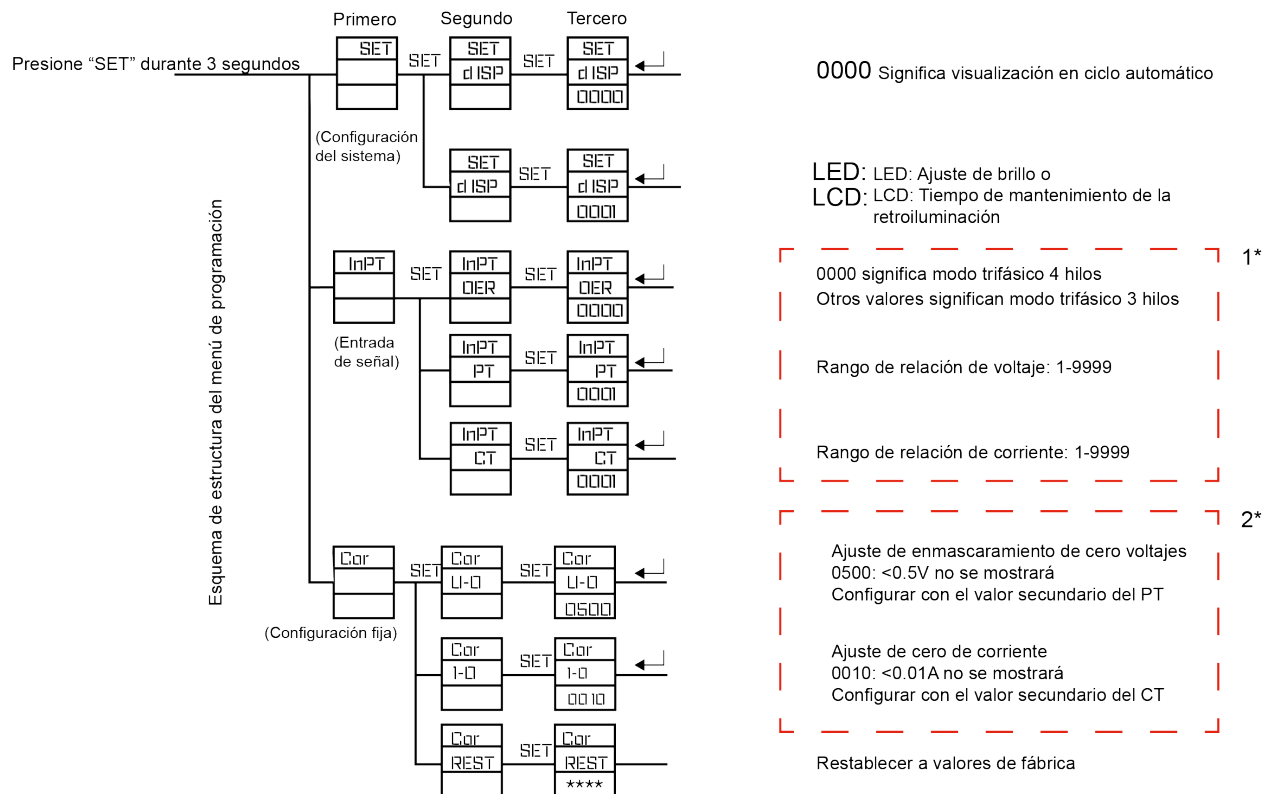 Primero Segundo Tercero
Presione “SET” durante 3 segundos
SET SET SET SET SET
dISP dISP
0000
0000 Significa visualización en ciclo automático
(Configuración
del sistema)
SET SET SET
dISP dISP
0001
LED: LED: Ajuste de brillo o
LCD: LCD: Tiempo de mantenimiento de la
retroiluminación
Esquema de estructura del menú de programación
1*
InPT SET InPT SET InPT
OER OER
0000
0000 significa modo trifásico 4 hilos
Otros valores significan modo trifásico 3 hilos
(Entrada
de señal)
InPT SET InPT
PT PT
0001
Rango de relación de voltaje: 1-9999
InPT SET InPT
CT CT
0001
Rango de relación de corriente: 1-9999
2*
Cor SET Cor SET Cor
U-0 U-0
0500
Ajuste de enmascaramiento de cero voltajes
0500: <0.5V no se mostrará
Configurar con el valor secundario del PT
(Configuración fija)
Cor SET Cor
1-0 1-0
0010
Ajuste de cero de corriente
0010: <0.01A no se mostrará
Configurar con el valor secundario del CT
Cor SET Cor
REST REST
****
Restablecer a valores de fábrica